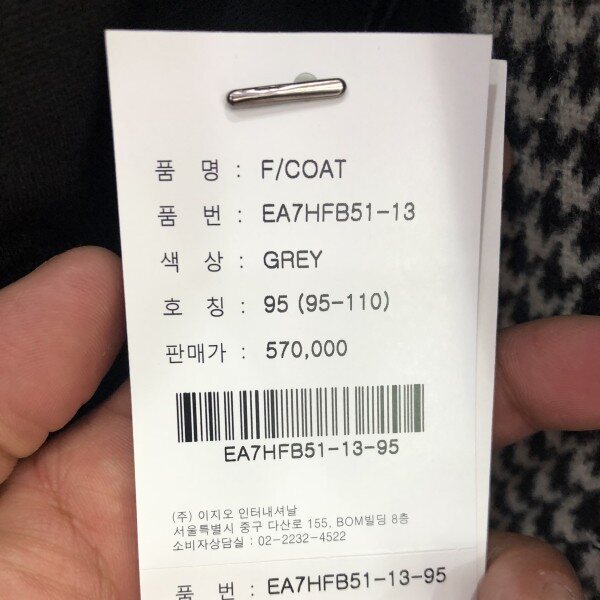 품 명 : F/COAT
품 번 : EA7HFB51-13
색 상 : GREY
호 칭 : 95 (95-110)
판매가 : 570,000
EA7HFB51-13-95
(주) 이지오 인터내셔날
서울특별시 중구 다산로 155, BOM빌딩 8층
소비자상담실 : 02-2232-4522
품 번 : EA7HFB51-13-95